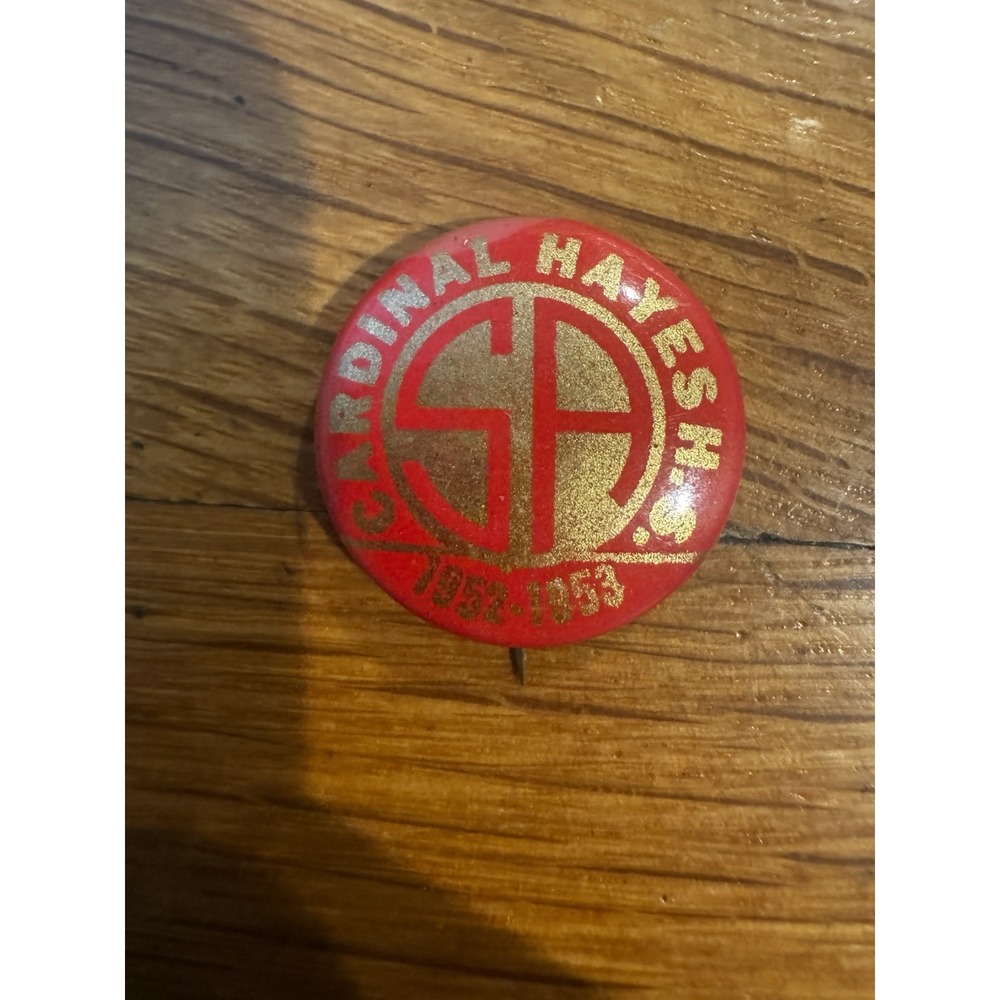 CARDINAL HAYES H.S.
SA
1952-1953